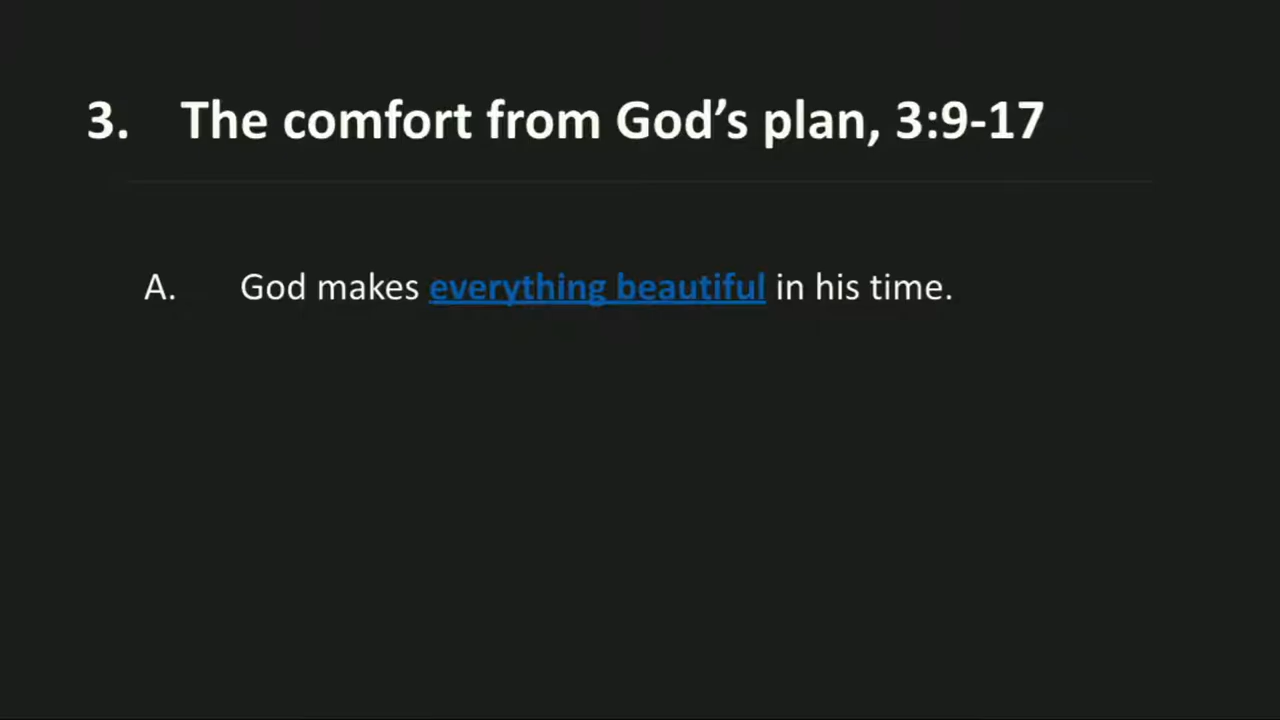 3. The comfort from God’s plan, 3:9-17
A. God makes everything beautiful in his time.